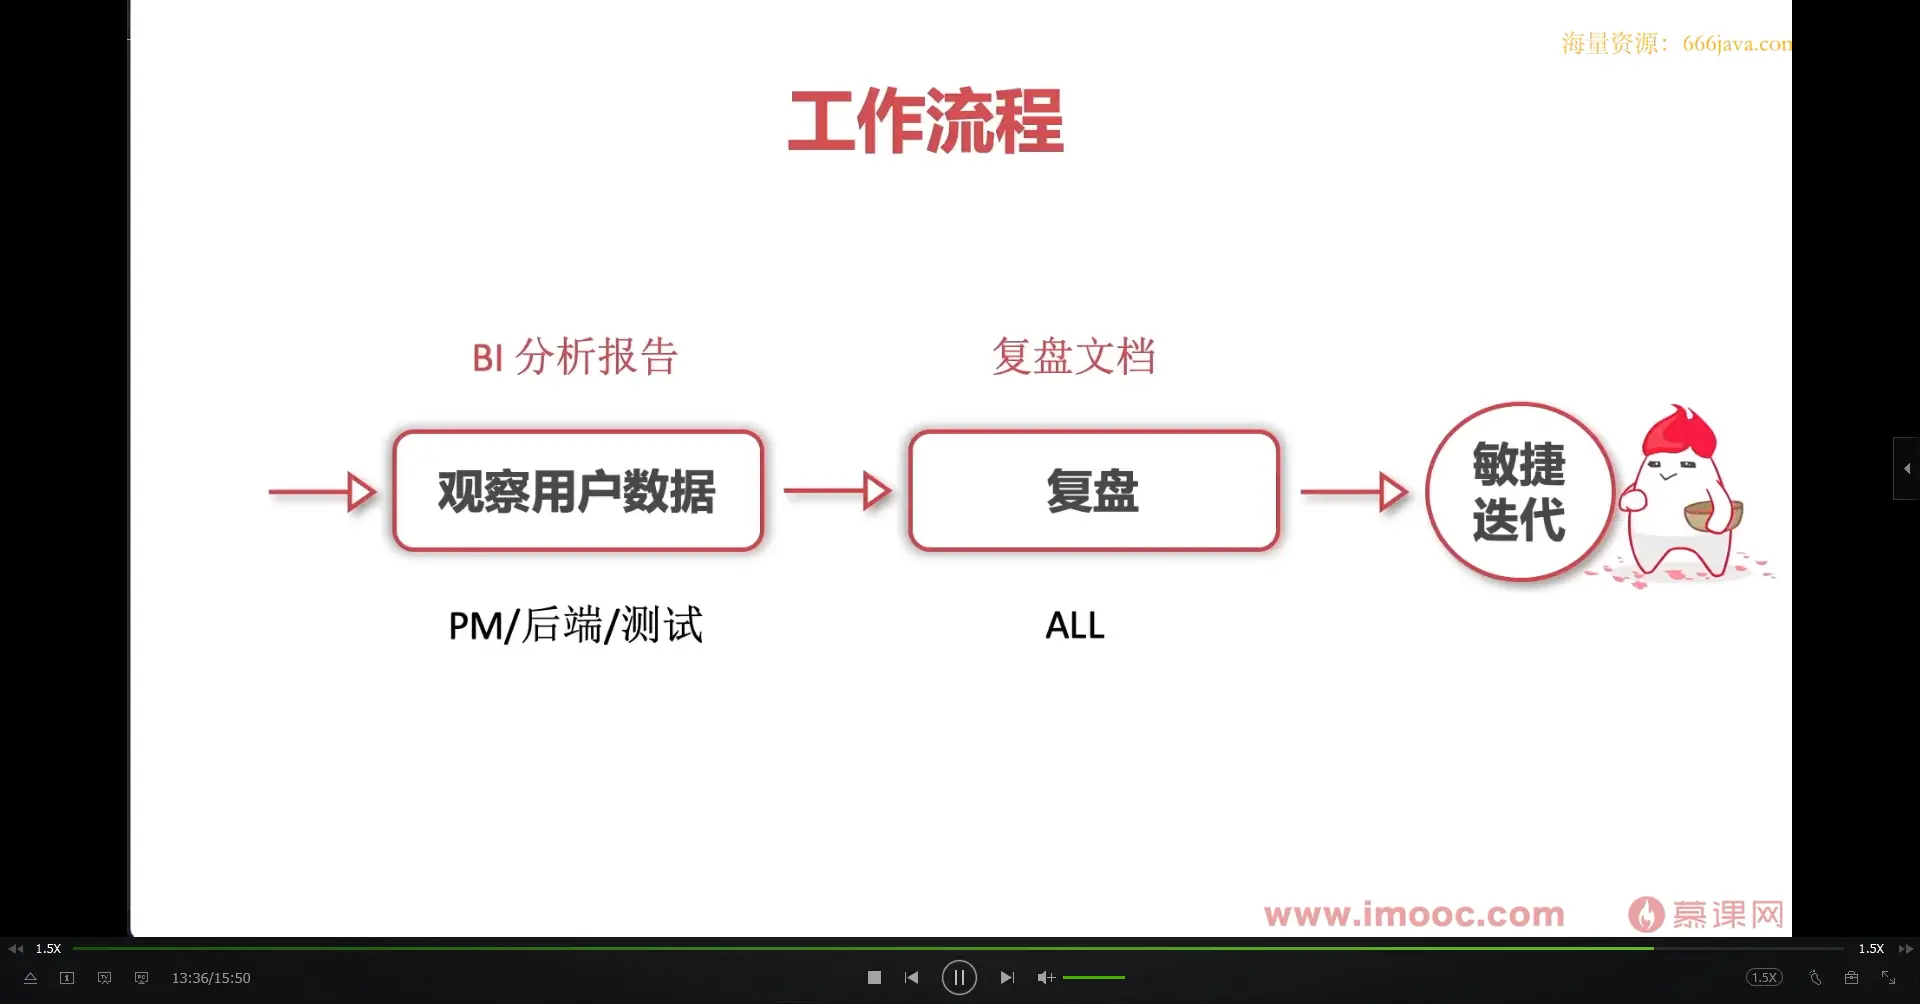 海量资源：666java.com
工作流程
BI 分析报告
复盘文档
观察用户数据
复盘
敏捷
迭代
PM/后端/测试
ALL
www.imooc.com
慕课网
1.5X
1.5X
13:36/15:50
1.5X